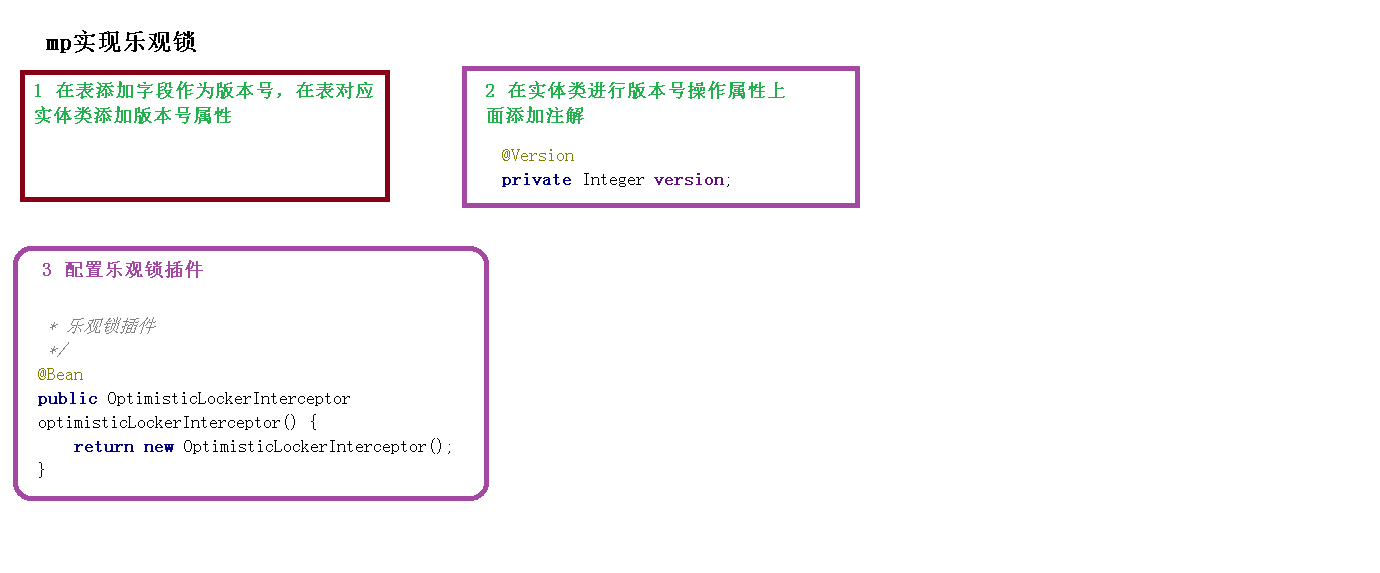 mp实现乐观锁
1 在表添加字段作为版本号，在表对应
实体类添加版本号属性
2 在实体类进行版本号操作属性上
面添加注解
@Version
private Integer version;
3 配置乐观锁插件
* 乐观锁插件
*/
@Bean
public OptimisticLockerInterceptor
optimisticLockerInterceptor() {
return new OptimisticLockerInterceptor();
}